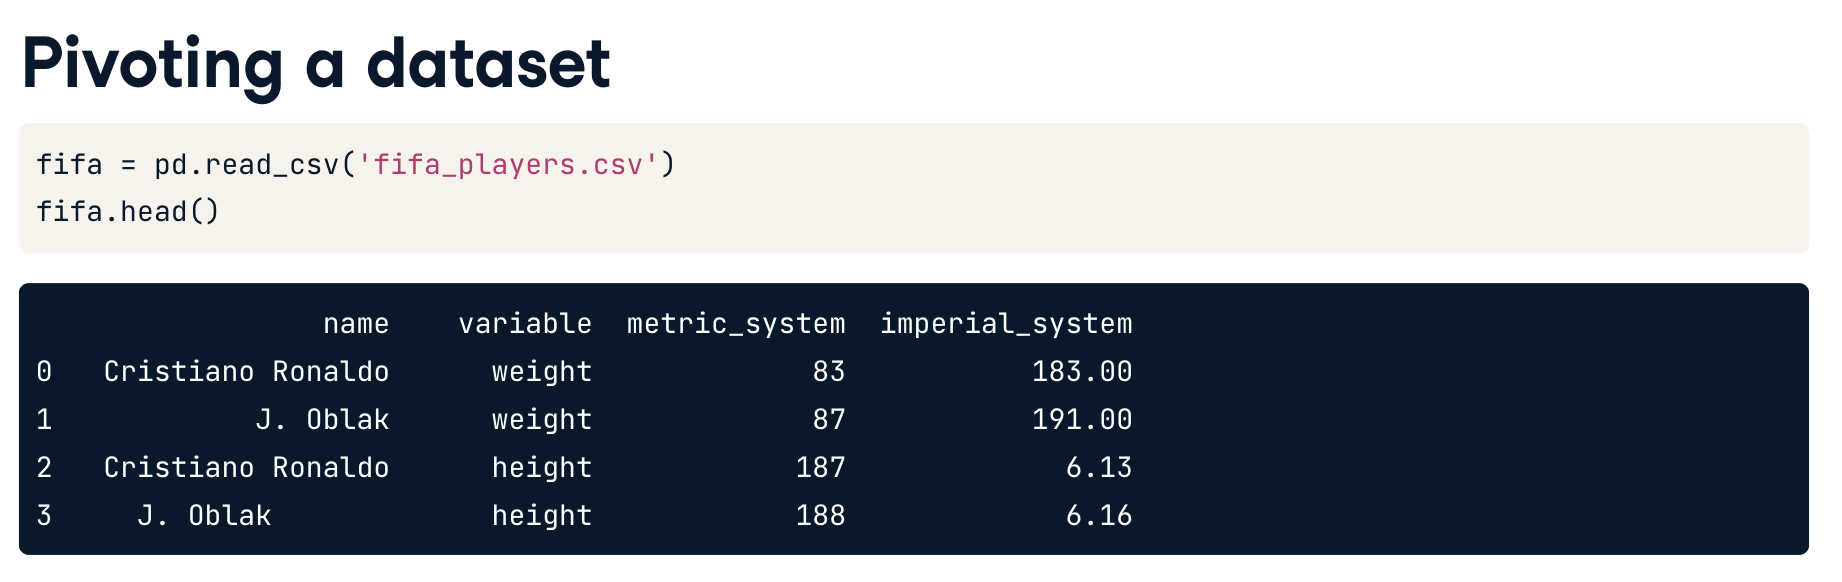 Pivoting a dataset
fifa = pd.read_csv('fifa_players.csv')
fifa.head()
name variable metric_system imperial_system
0 Cristiano Ronaldo weight 83 183.00
1 J. Oblak weight 87 191.00
2 Cristiano Ronaldo height 187 6.13
3 J. Oblak height 188 6.16